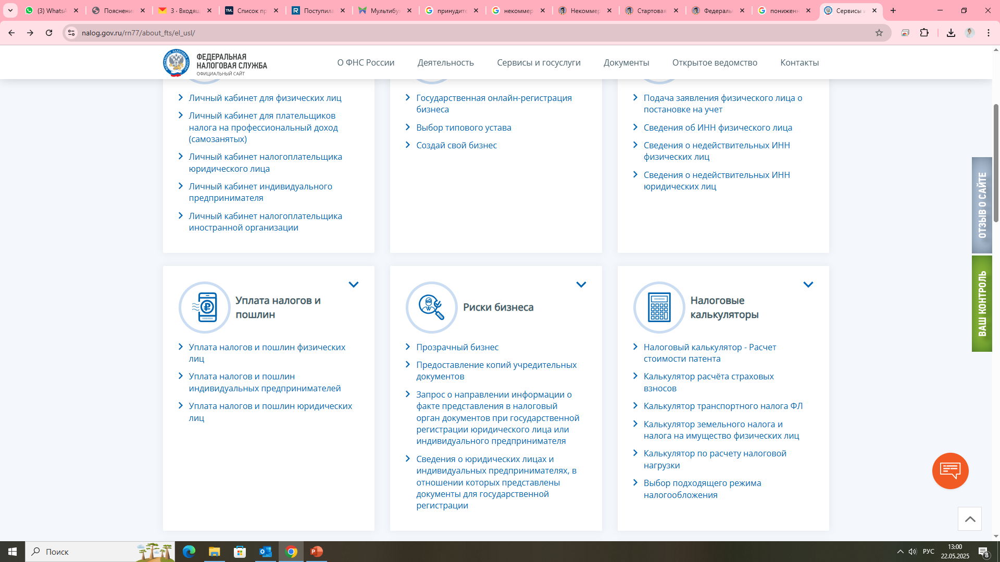 (3) WhatsA
Пояснени
3 · Входящ
Список пр
Поступила
Мультибу
принудите
некоммер
Некоммер
Стартовая
Федераль
пониженн
Сервисы и
nalog.gov.ru/rn77/about_fts/el_usl/
ФЕДЕРАЛЬНАЯ
НАЛОГОВАЯ СЛУЖБА
ОФИЦИАЛЬНЫЙ САЙТ
О ФНС России
Деятельность
Сервисы и госуслуги
Документы
Открытое ведомство
Контакты
Личный кабинет для физических лиц
Личный кабинет для плательщиков
налога на профессиональный доход
(самозанятых)
Личный кабинет налогоплательщика
юридического лица
Личный кабинет индивидуального
предпринимателя
Личный кабинет налогоплательщика
иностранной организации
Государственная онлайн-регистрация
бизнеса
Выбор типового устава
Создай свой бизнес
Подача заявления физического лица о
постановке на учет
Сведения об ИНН физического лица
Сведения о недействительных ИНН
физических лиц
Сведения о недействительных ИНН
юридических лиц
ОТЗЫВ О САЙТЕ
ВАШ КОНТРОЛЬ
Уплата налогов и
пошлин
Уплата налогов и пошлин физических
лиц
Уплата налогов и пошлин
индивидуальных предпринимателей
Уплата налогов и пошлин юридических
лиц
Риски бизнеса
Прозрачный бизнес
Предоставление копий учредительных
документов
Запрос о направлении информации о
факте представления в налоговый
орган документов при государственной
регистрации юридического лица или
индивидуального предпринимателя
Сведения о юридических лицах и
индивидуальных предпринимателях, в
отношении которых представлены
документы для государственной
регистрации
Налоговые
калькуляторы
Налоговый калькулятор - Расчет
стоимости патента
Калькулятор расчёта страховых
взносов
Калькулятор транспортного налога ФЛ
Калькулятор земельного налога и
налога на имущество физических лиц
Калькулятор по расчету налоговой
нагрузки
Выбор подходящего режима
налогообложения
Поиск
РУС
13:00
22.05.2025
8